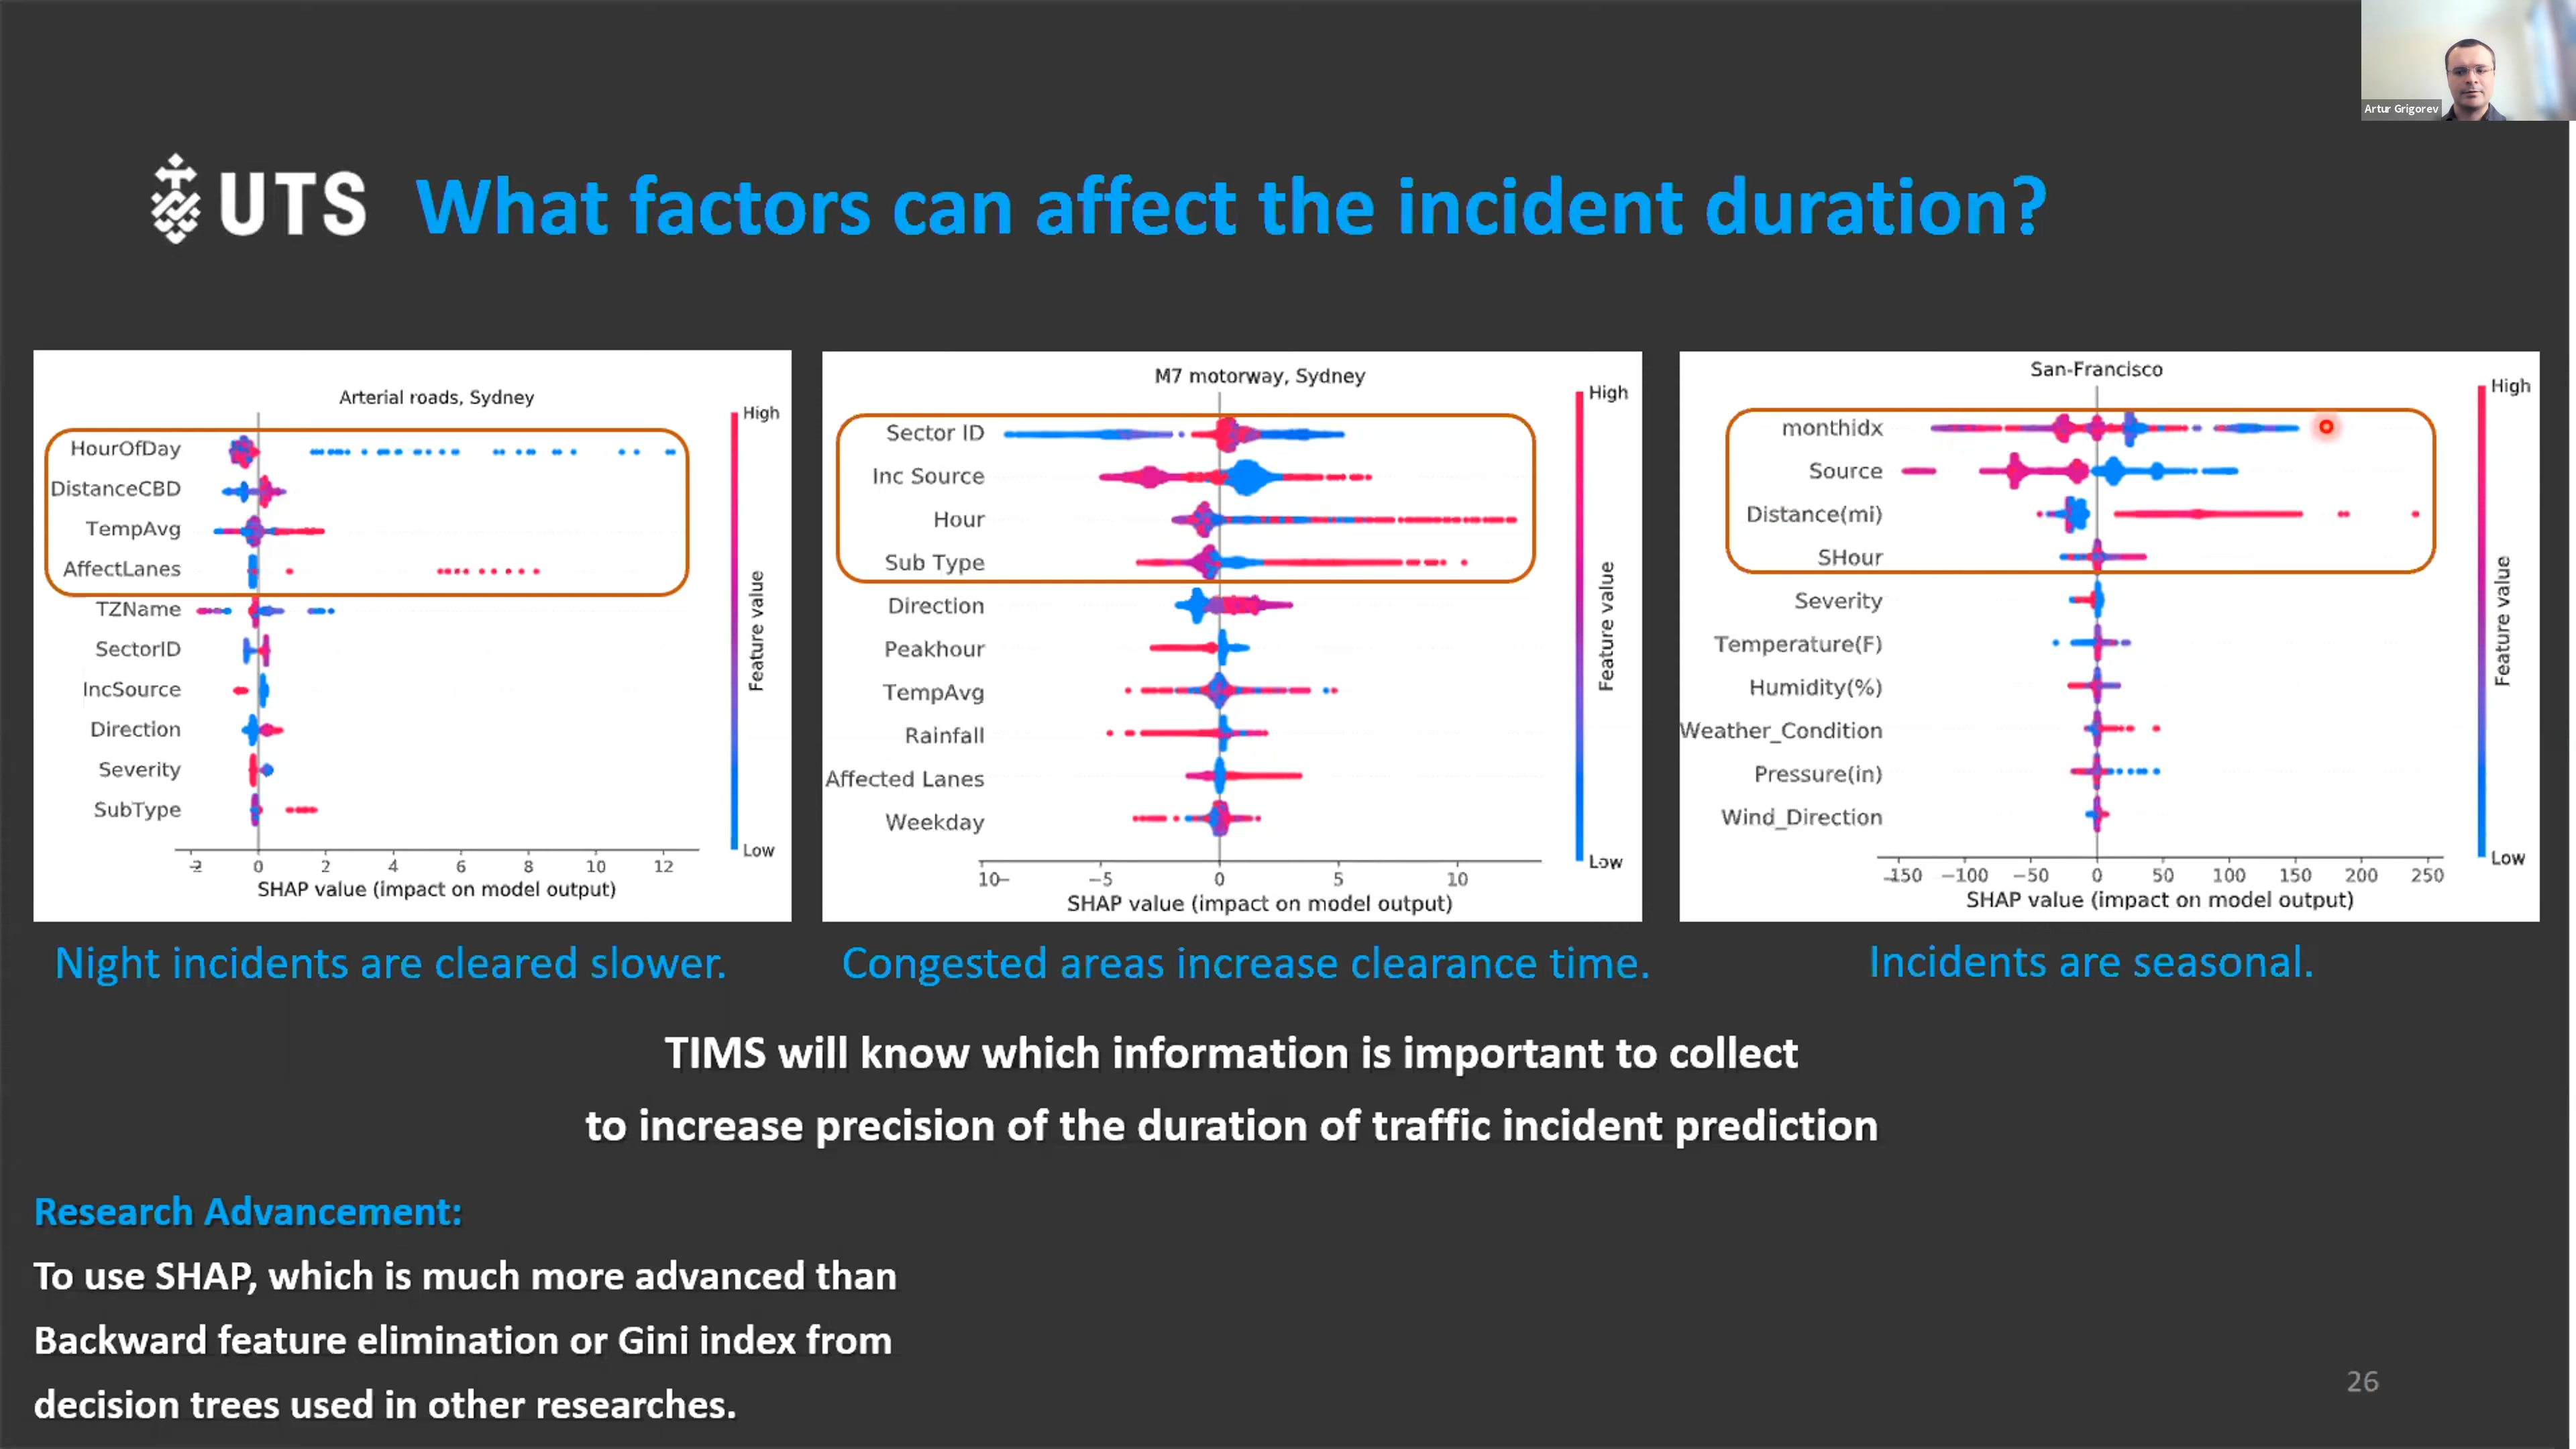 Artur Grigorev
UTS
What factors can affect the incident duration?
Arterial roads, Sydney
HourOfDay
DistanceCBD
TempAvg
AffectLanes
TZName
SectorID
IncSource
Direction
Severity
SubType
-2 0 2 4 6 8 10 12
SHAP value (impact on model output)
High
Feature value
Low
M7 motorway, Sydney
Sector ID
Inc Source
Hour
Sub Type
Direction
Peakhour
TempAvg
Rainfall
Affected Lanes
Weekday
10− −5 0 5 10
SHAP value (impact on model output)
High
Feature value
Low
San-Francisco
monthidx
Source
Distance(mi)
SHour
Severity
Temperature(F)
Humidity(%)
Weather_Condition
Pressure(in)
Wind_Direction
-150 −100 −50 0 50 100 150 200 250
SHAP value (impact on model output)
High
Feature value
Low
Night incidents are cleared slower.
Congested areas increase clearance time.
Incidents are seasonal.
TIMS will know which information is important to collect
to increase precision of the duration of traffic incident prediction
Research Advancement:
To use SHAP, which is much more advanced than
Backward feature elimination or Gini index from
decision trees used in other researches.
26